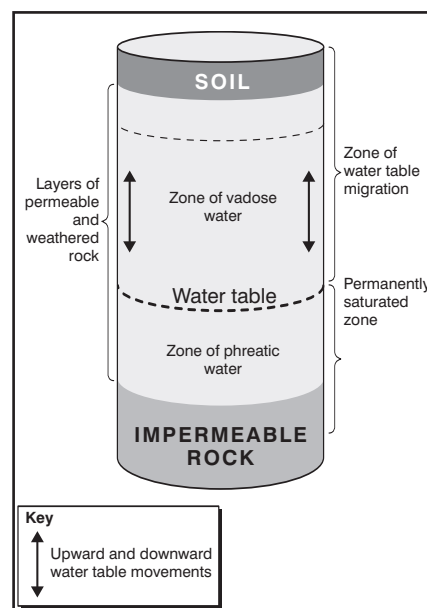 SOIL
Layers of
permeable
and
weathered
rock
Zone of vadose
water
Zone of
water table
migration
Water table
Permanently
saturated
zone
Zone of phreatic
water
IMPERMEABLE
ROCK
Key
Upward and downward
water table movements